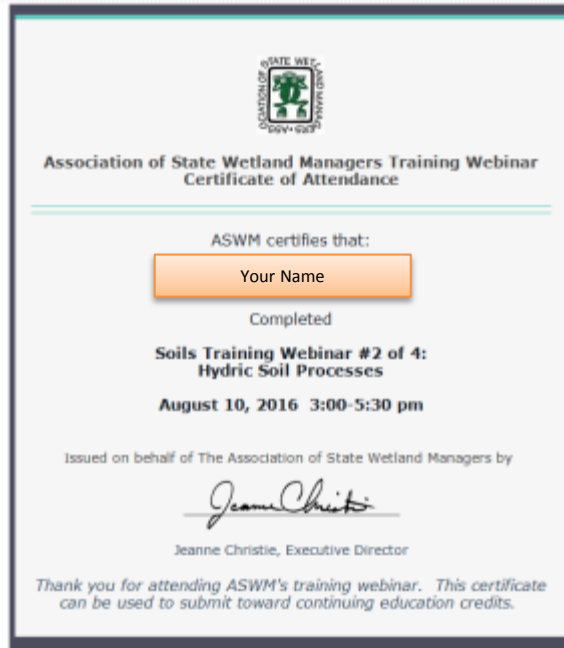 Association of State Wetland Managers Training Webinar
Certificate of Attendance
ASWM certifies that:
Your Name
Completed
Soils Training Webinar #2 of 4:
Hydric Soil Processes
August 10, 2016 3:00-5:30 pm
Issued on behalf of The Association of State Wetland Managers by
Jeanne Christie
Jeanne Christie, Executive Director
Thank you for attending ASWM's training webinar. This certificate
can be used to submit toward continuing education credits.